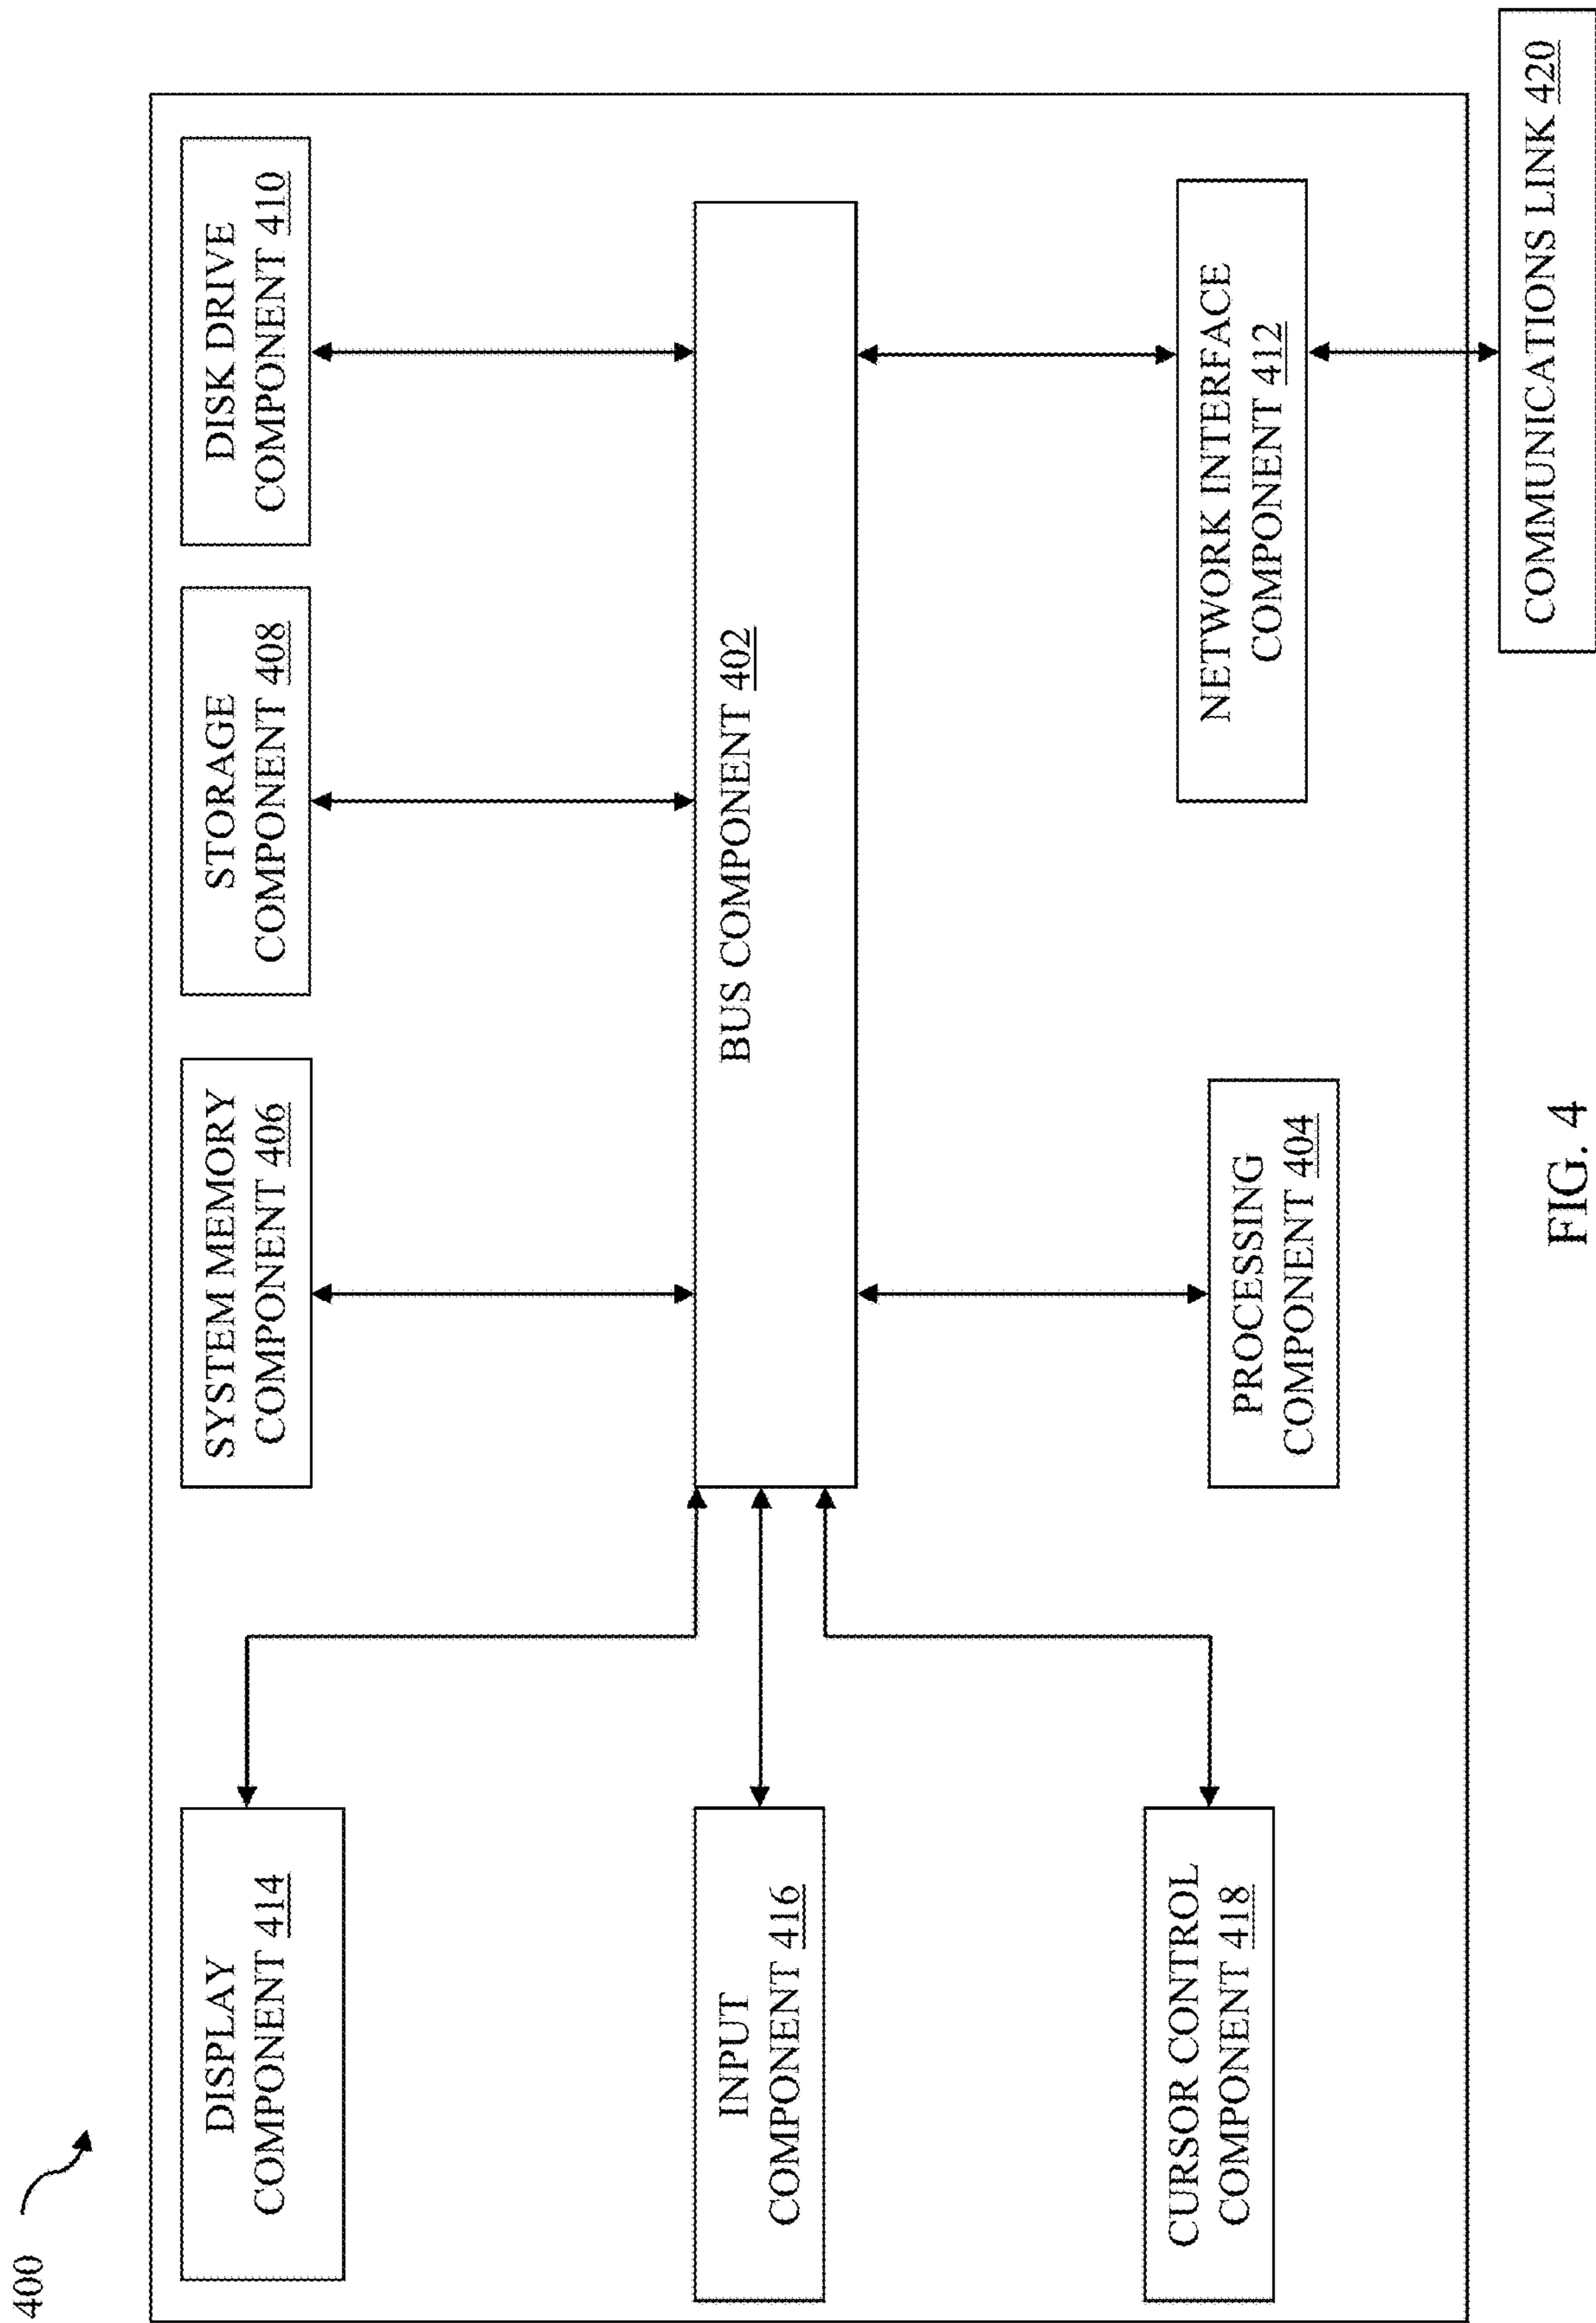 400
DISPLAY
COMPONENT 414
SYSTEM MEMORY
COMPONENT 406
STORAGE
COMPONENT 408
DISK DRIVE
COMPONENT 410
INPUT
COMPONENT 416
BUS COMPONENT 402
CURSOR CONTROL
COMPONENT 418
PROCESSING
COMPONENT 404
NETWORK INTERFACE
COMPONENT 412
COMMUNICATIONS LINK 420
FIG. 4